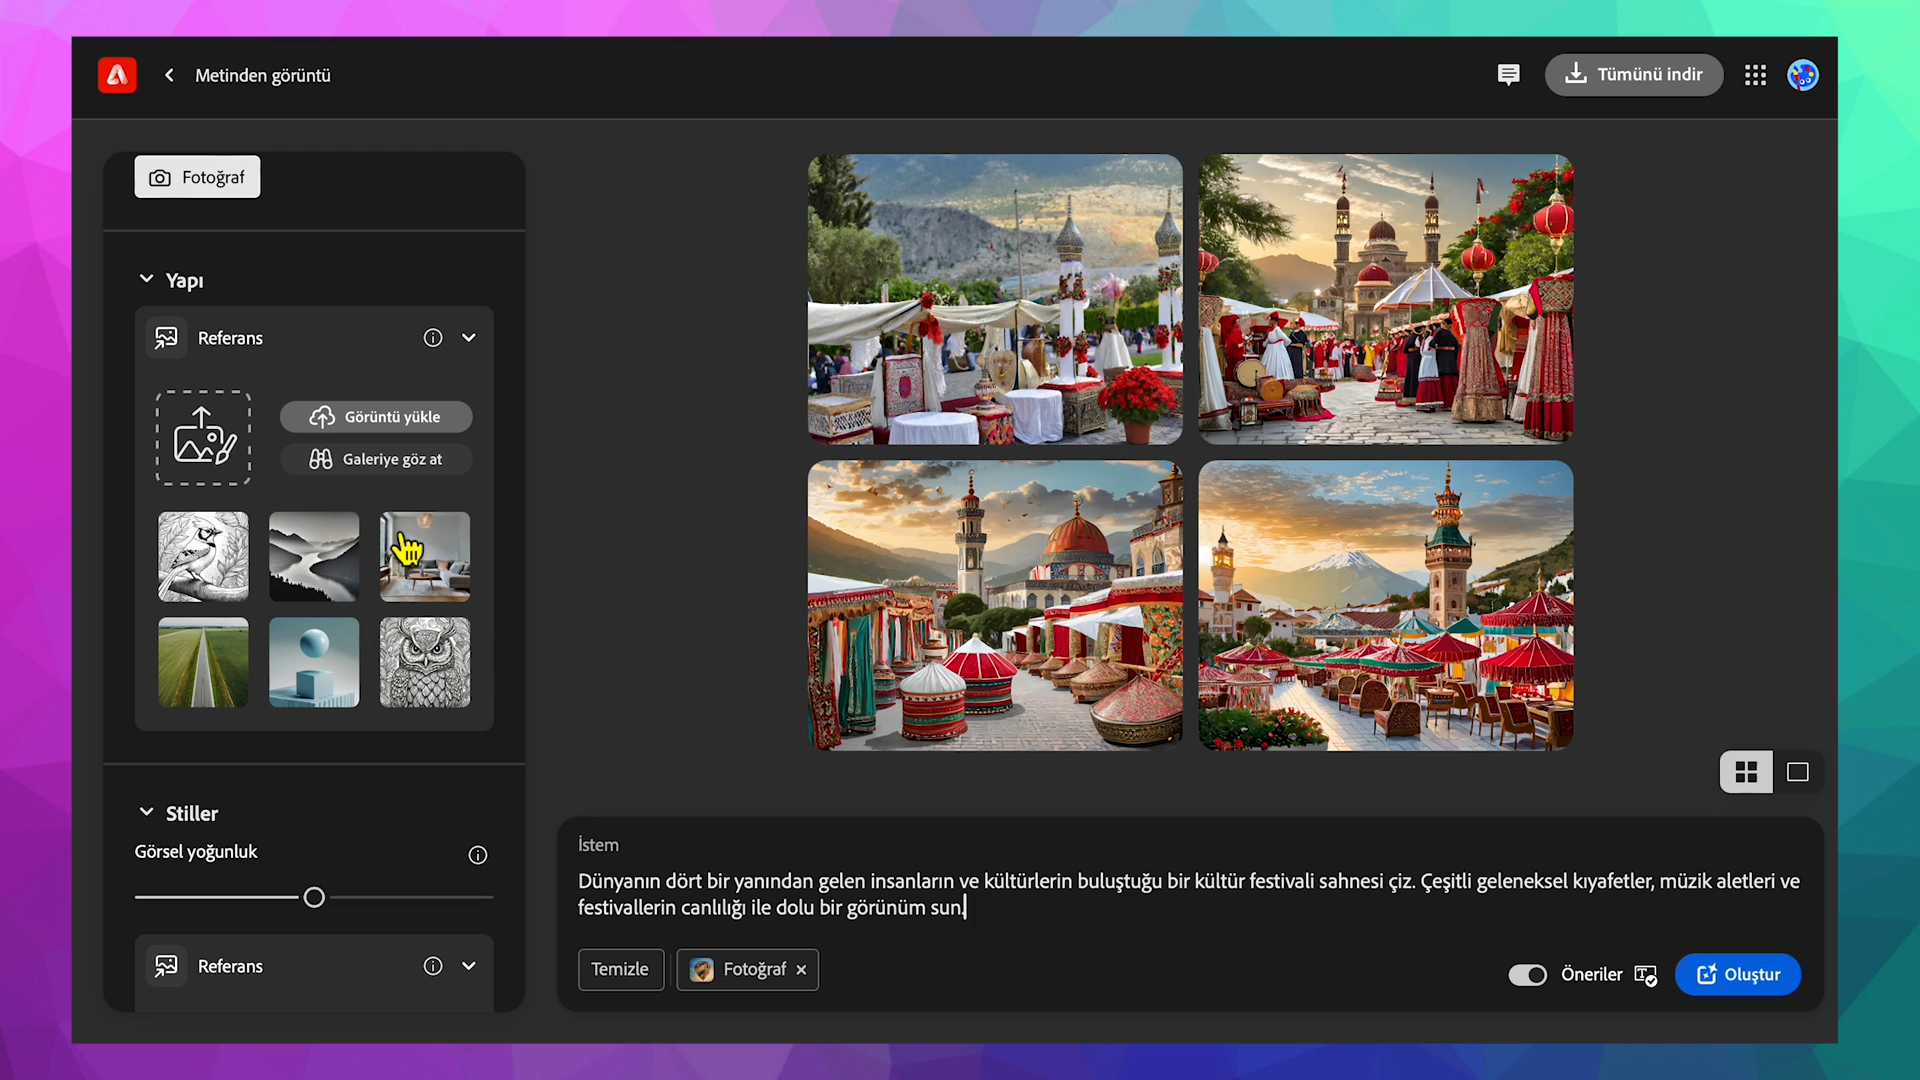 Metinden görüntü
Tümünü indir
Fotoğraf
Yapı
Referans
Görüntü yükle
Galeriye göz at
Stiller
Görsel yoğunluk
Referans
İstem
Dünyanın dört bir yanından gelen insanların ve kültürlerin buluştuğu bir kültür festivali sahnesi çiz. Çeşitli geleneksel kıyafetler, müzik aletleri ve
festivallerin canlılığı ile dolu bir görünüm sun.
Temizle
Fotoğraf
Öneriler
Oluştur